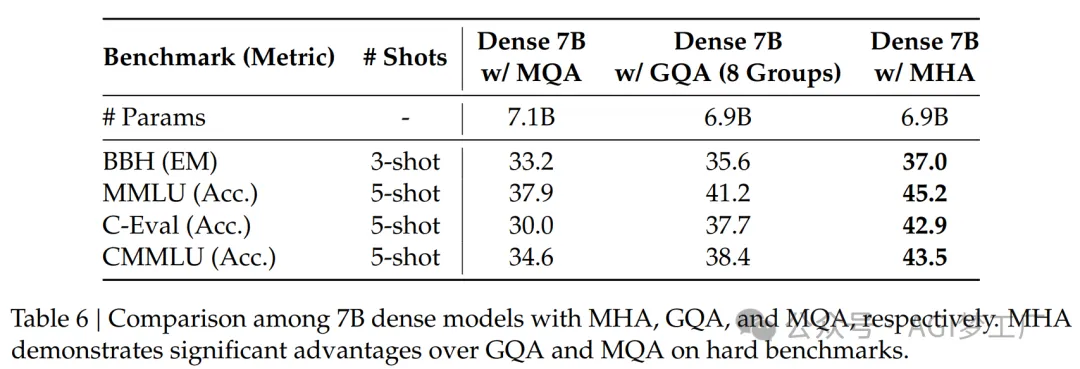 Benchmark (Metric) # Shots Dense 7B w/ MQA Dense 7B w/ GQA (8 Groups) Dense 7B w/ MHA
# Params - 7.1B 6.9B 6.9B
BBH (EM) 3-shot 33.2 35.6 37.0
MMLU (Acc.) 5-shot 37.9 41.2 45.2
C-Eval (Acc.) 5-shot 30.0 37.7 42.9
CMMLU (Acc.) 5-shot 34.6 38.4 43.5
Table 6 | Comparison among 7B dense models with MHA, GQA, and MQA, respectively. MHA
demonstrates significant advantages over GQA and MQA on hard benchmarks.
公众号 · AGI梦工厂